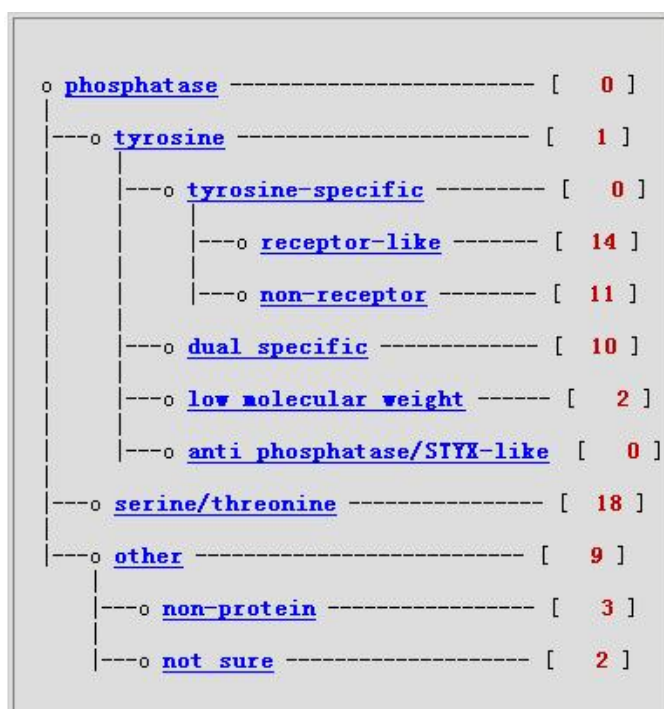 o phosphatase ------------------------- [ 0 ]
|---o tyrosine ------------------------ [ 1 ]
|---o tyrosine-specific --------- [ 0 ]
|---o receptor-like ------- [ 14 ]
|---o non-receptor -------- [ 11 ]
|---o dual specific ------------- [ 10 ]
|---o low molecular weight ------ [ 2 ]
|---o anti phosphatase/STYX-like [ 0 ]
|---o serine/threonine ---------------- [ 18 ]
|---o other --------------------------- [ 9 ]
|---o non-protein ----------------- [ 3 ]
|---o not sure -------------------- [ 2 ]